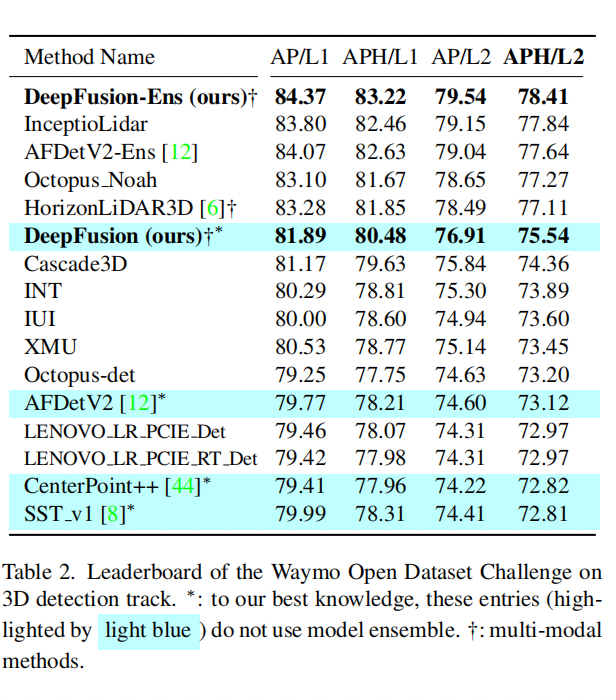 Method Name AP/L1 APH/L1 AP/L2 APH/L2
DeepFusion-Ens (ours)† 84.37 83.22 79.54 78.41
InceptioLidar 83.80 82.46 79.15 77.84
AFDetV2-Ens [12] 84.07 82.63 79.04 77.64
Octopus_Noah 83.10 81.67 78.65 77.27
HorizonLiDAR3D [6]† 83.28 81.85 78.49 77.11
DeepFusion (ours)†* 81.89 80.48 76.91 75.54
Cascade3D 81.17 79.63 75.84 74.36
INT 80.29 78.81 75.30 73.89
IUI 80.00 78.60 74.94 73.60
XMU 80.53 78.77 75.14 73.45
Octopus-det 79.25 77.75 74.63 73.20
AFDetV2 [12]* 79.77 78.21 74.60 73.12
LENOVO_LR_PCIE_Det 79.46 78.07 74.31 72.97
LENOVO_LR_PCIE_RT_Det 79.42 77.98 74.31 72.97
CenterPoint++ [44]* 79.41 77.96 74.22 72.82
SST_v1 [8]* 79.99 78.31 74.41 72.81
Table 2. Leaderboard of the Waymo Open Dataset Challenge on
3D detection track. *: to our best knowledge, these entries (high-
lighted by light blue ) do not use model ensemble. †: multi-modal
methods.